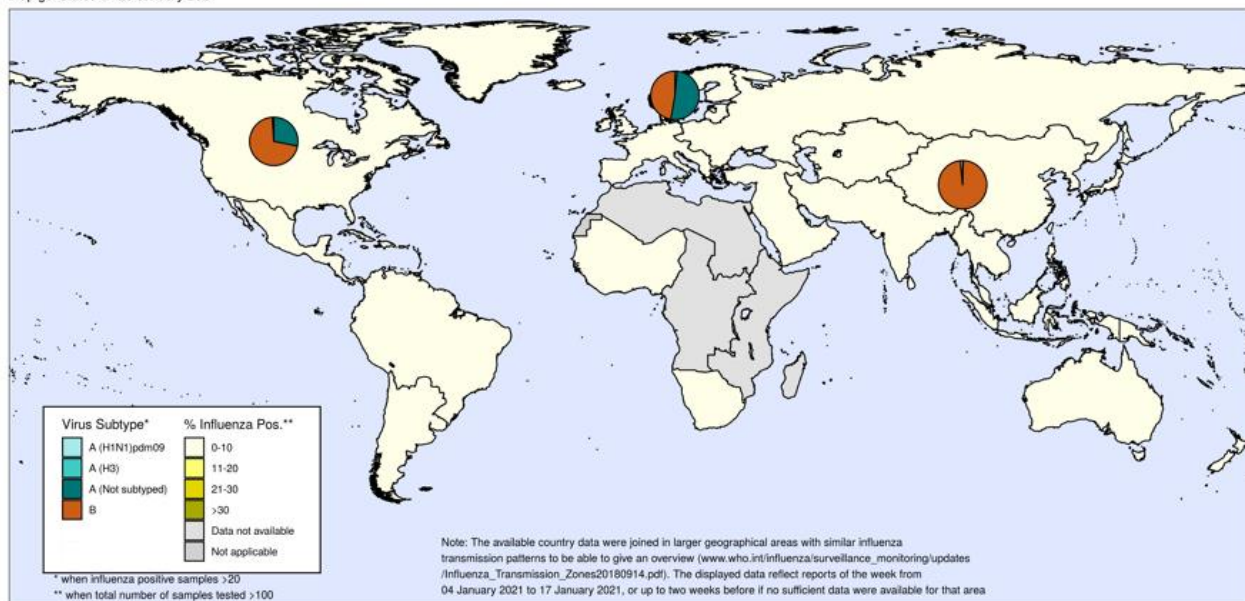 Virus Subtype*
A (H1N1)pdm09
A (H3)
A (Not subtyped)
B
% Influenza Pos.**
0-10
11-20
21-30
>30
Data not available
Not applicable
* when influenza positive samples >20
** when total number of samples tested >100
Note: The available country data were joined in larger geographical areas with similar influenza
transmission patterns to be able to give an overview (www.who.int/influenza/surveillance_monitoring/updates
/Influenza_Transmission_Zones20180914.pdf). The displayed data reflect reports of the week from
04 January 2021 to 17 January 2021, or up to two weeks before if no sufficient data were available for that area